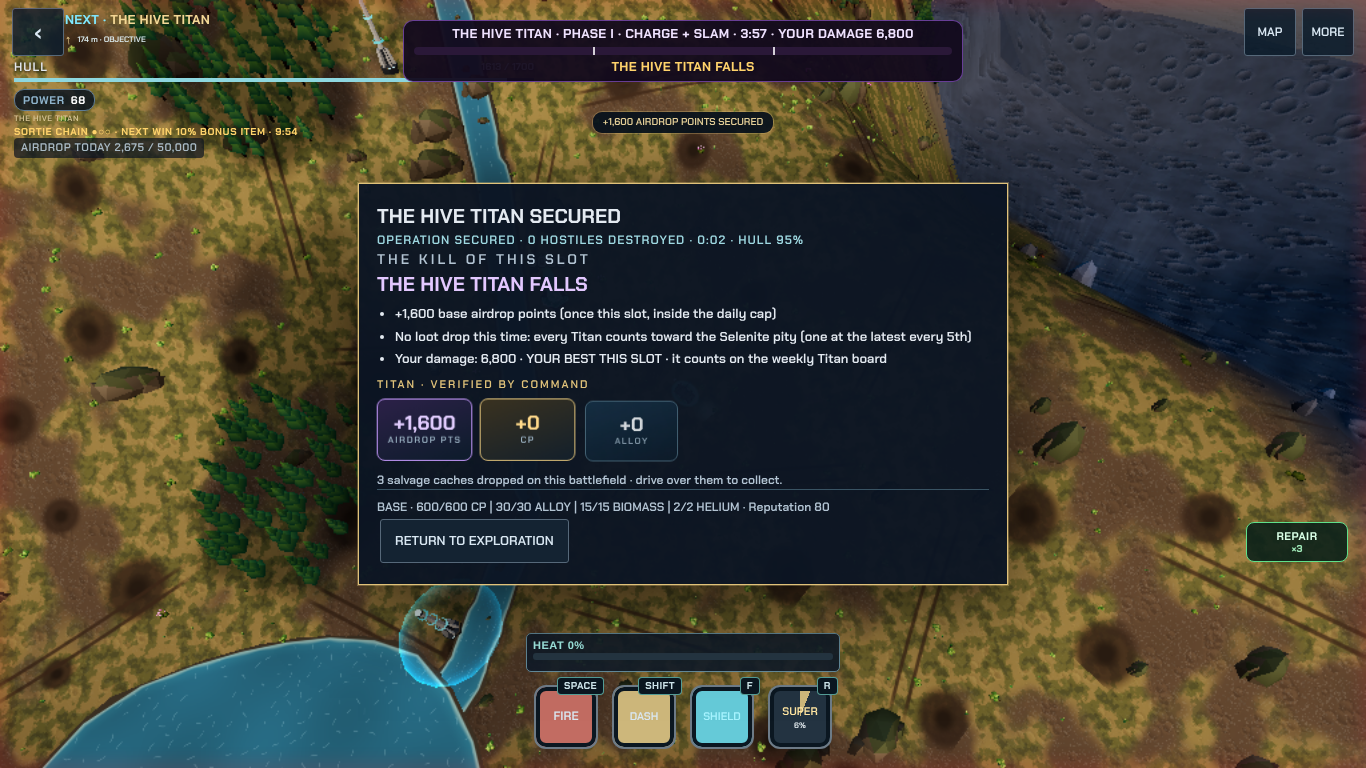 ‹
NEXT · THE HIVE TITAN
↑ 174 m · OBJECTIVE
HULL
POWER 68
THE HIVE TITAN
SORTIE CHAIN ●○○ · NEXT WIN 10% BONUS ITEM · 9:54
AIRDROP TODAY 2,675 / 50,000
THE HIVE TITAN · PHASE I · CHARGE + SLAM · 3:57 · YOUR DAMAGE 6,800
THE HIVE TITAN FALLS
+1,600 AIRDROP POINTS SECURED
MAP
MORE
THE HIVE TITAN SECURED
OPERATION SECURED · 0 HOSTILES DESTROYED · 0:02 · HULL 95%
THE KILL OF THIS SLOT
THE HIVE TITAN FALLS
• +1,600 base airdrop points (once this slot, inside the daily cap)
• No loot drop this time: every Titan counts toward the Selenite pity (one at the latest every 5th)
• Your damage: 6,800 · YOUR BEST THIS SLOT · it counts on the weekly Titan board
TITAN · VERIFIED BY COMMAND
+1,600
AIRDROP PTS
+0
CP
+0
ALLOY
3 salvage caches dropped on this battlefield · drive over them to collect.
BASE · 600/600 CP | 30/30 ALLOY | 15/15 BIOMASS | 2/2 HELIUM · Reputation 80
RETURN TO EXPLORATION
REPAIR
×3
HEAT 0%
SPACE
FIRE
SHIFT
DASH
F
SHIELD
R
SUPER
6%